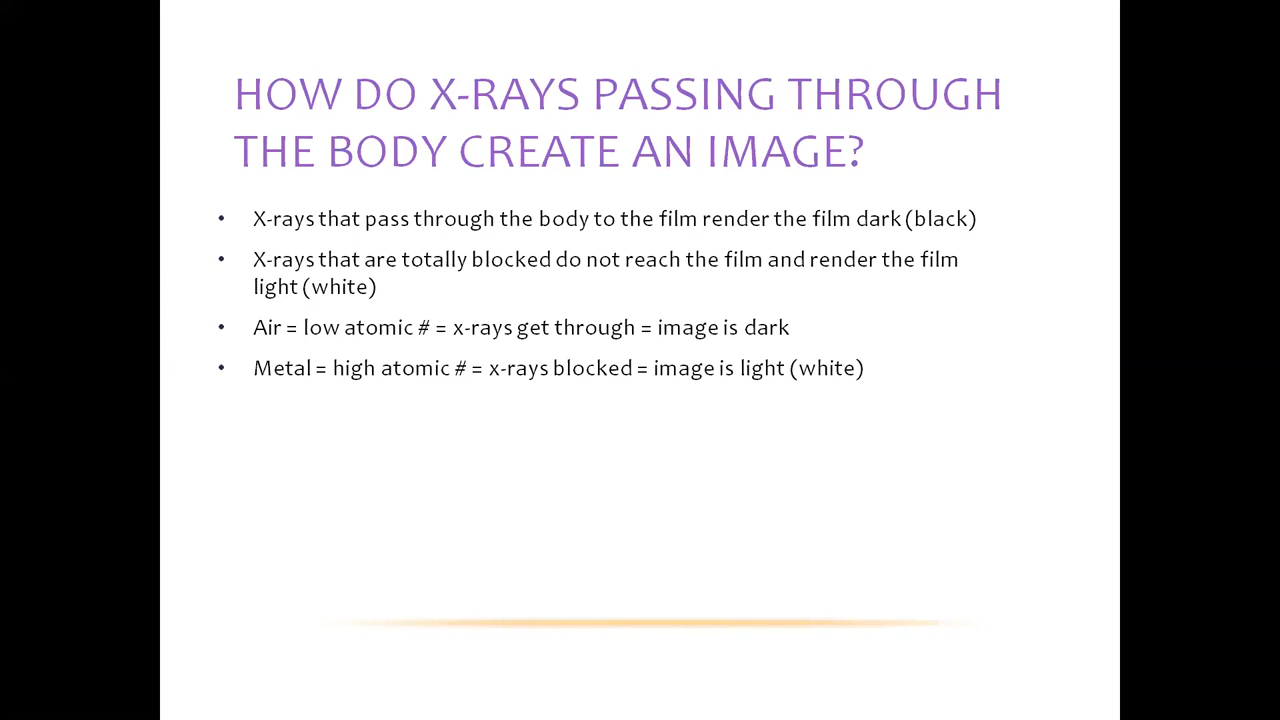 HOW DO X-RAYS PASSING THROUGH
THE BODY CREATE AN IMAGE?
• X-rays that pass through the body to the film render the film dark (black)
• X-rays that are totally blocked do not reach the film and render the film
light (white)
• Air = low atomic # = x-rays get through = image is dark
• Metal = high atomic # = x-rays blocked = image is light (white)